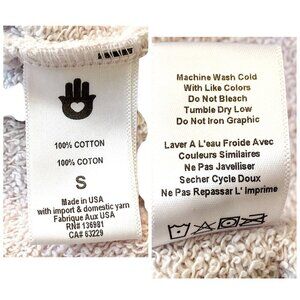 100% COTTON
100% COTON
S
Made in USA
with import & domestic yarn
Fabrique Aux USA
RN# 136981
CA# 63229
Machine Wash Cold
With Like Colors
Do Not Bleach
Tumble Dry Low
Do Not Iron Graphic
Laver A L'eau Froide Avec
Couleurs Similaires
Ne Pas Javelliser
Secher Cycle Doux
Ne Pas Repassar L' Imprime